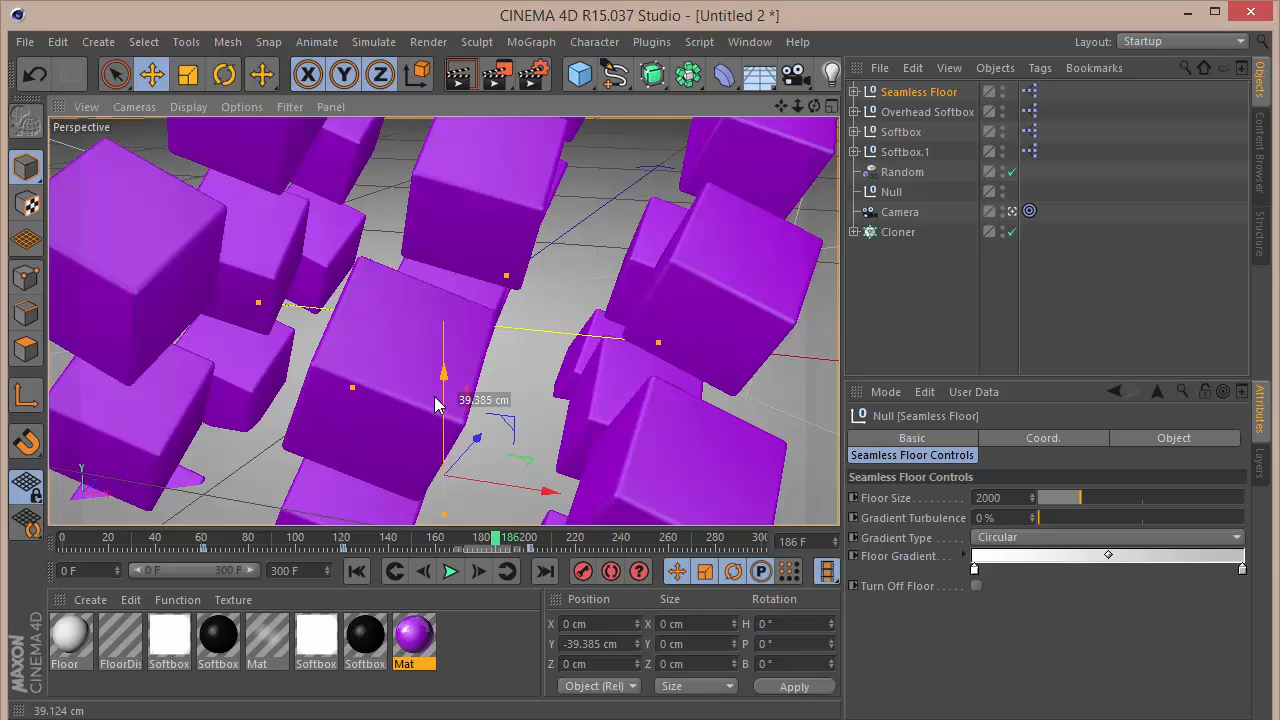 CINEMA 4D R15.037 Studio - [Untitled 2 *]
File Edit Create Select Tools Mesh Snap Animate Simulate Render Sculpt MoGraph Character Plugins Script Window Help
Layout: Startup
X Y Z
File Edit View Objects Tags Bookmarks
View Cameras Display Options Filter Panel
Perspective
Seamless Floor
Overhead Softbox
Softbox
Softbox.1
Random
Null
Camera
Cloner
Objects
Content Browser
Structure
39.385 cm
Y
Mode Edit User Data
Null [Seamless Floor]
Basic Coord. Object
Seamless Floor Controls
Seamless Floor Controls
Floor Size 2000
Gradient Turbulence 0 %
Gradient Type Circular
Floor Gradient
Turn Off Floor
Attributes
Layers
0 20 40 60 80 100 120 140 160 180 186 200 220 240 260 280 300
186 F
0 F 0 F 300 F 300 F
P
Create Edit Function Texture
Floor FloorDis Softbox Softbox Mat Softbox Softbox Mat
Position Size Rotation
X 0 cm X 0 cm H 0 °
Y -39.385 cm Y 0 cm P 0 °
Z 0 cm Z 0 cm B 0 °
Object (Rel) Size Apply
MAXON
CINEMA 4D
39.124 cm